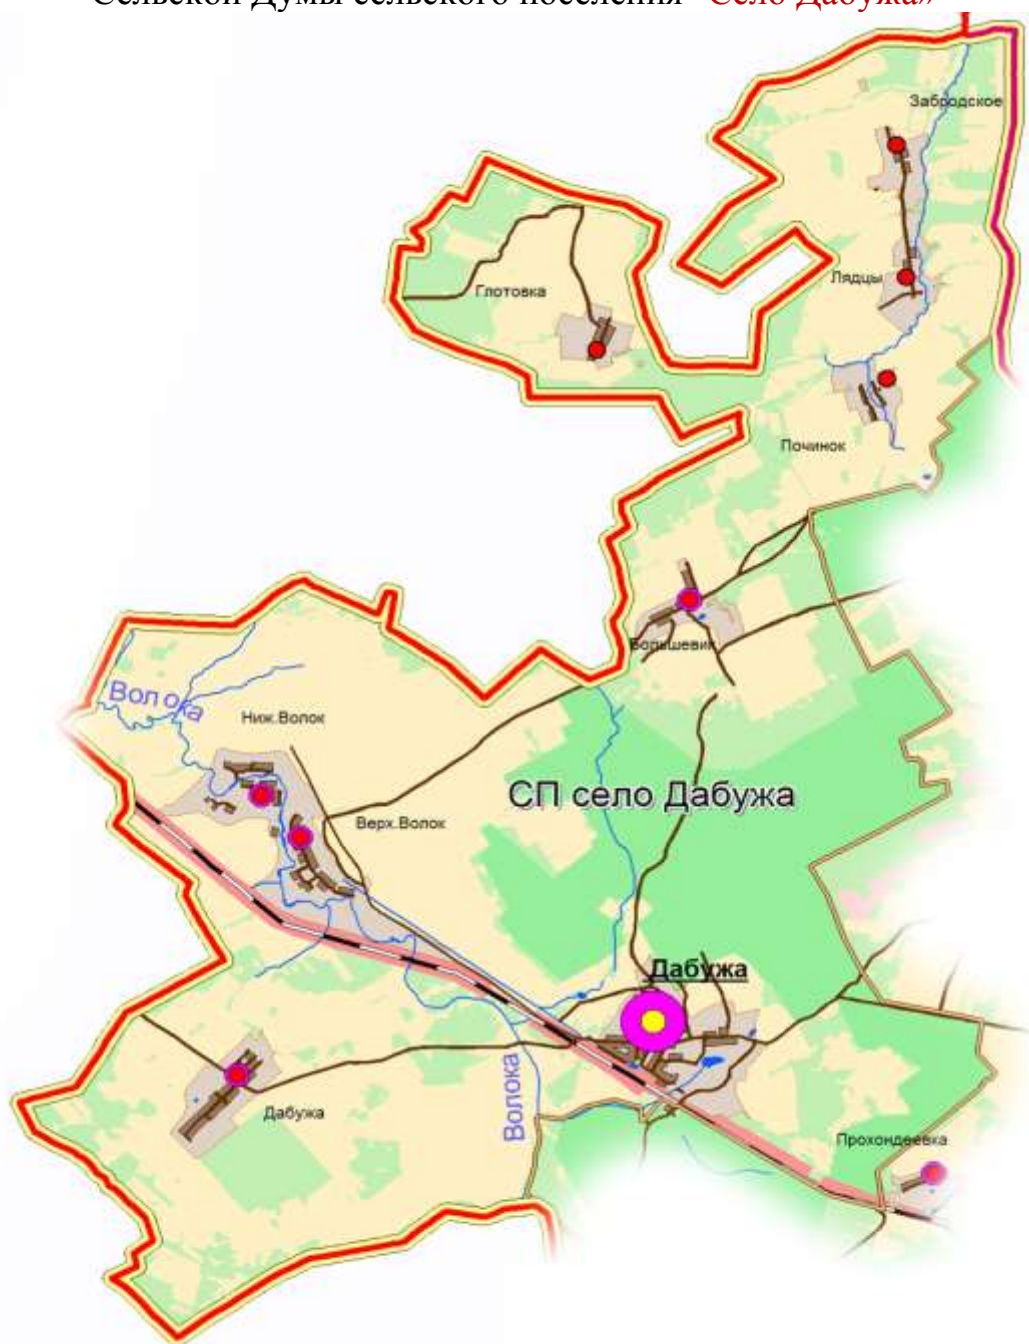 Сельской Думы сельского поселения "Село Дабужа»
Забродское
Лядцы
Глотовка
Починок
Большевик
Волока
Ниж.Волок
СП село Дабужа
Верх.Волок
Дабужа
Волока
Дабужа
Прохондеевка